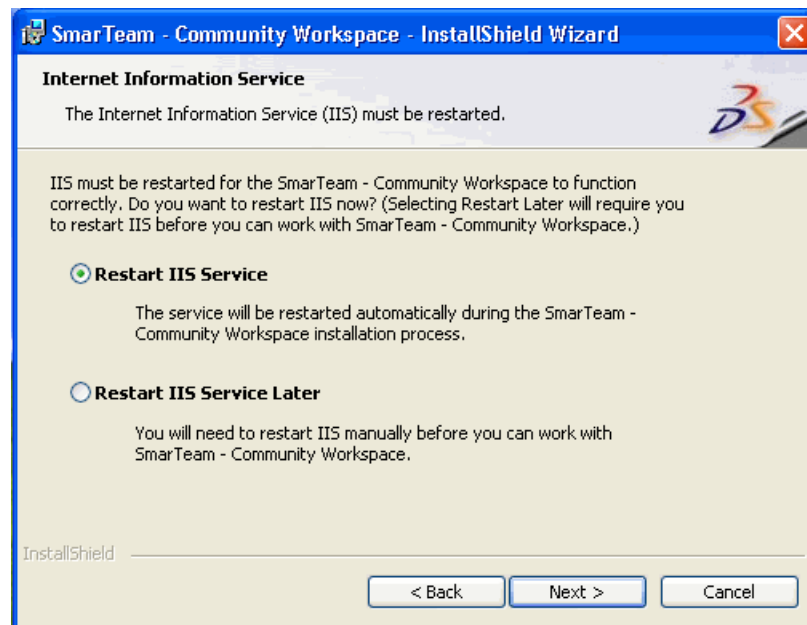 SmarTeam - Community Workspace - InstallShield Wizard
Internet Information Service
The Internet Information Service (IIS) must be restarted.
IIS must be restarted for the SmarTeam - Community Workspace to function
correctly. Do you want to restart IIS now? (Selecting Restart Later will require you
to restart IIS before you can work with SmarTeam - Community Workspace.)
Restart IIS Service
The service will be restarted automatically during the SmarTeam -
Community Workspace installation process.
Restart IIS Service Later
You will need to restart IIS manually before you can work with
SmarTeam - Community Workspace.
InstallShield
< Back Next > Cancel